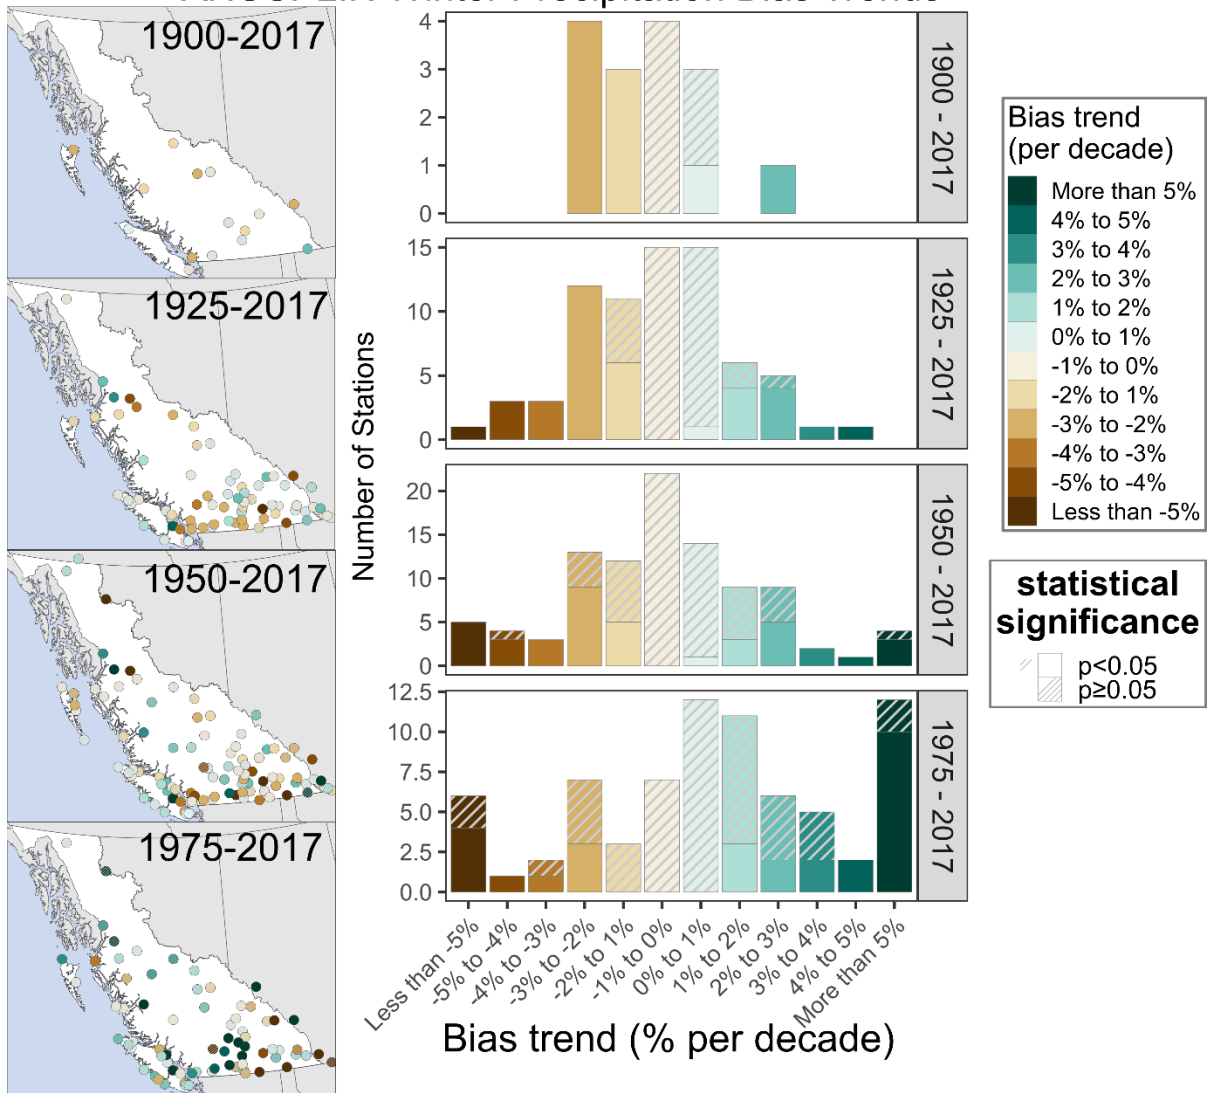 Winter Precipitation Bias Trends
1900-2017
1925-2017
1950-2017
1975-2017
Number of Stations
4
3
2
1
0
1900 - 2017
15
10
5
0
1925 - 2017
20
15
10
5
0
1950 - 2017
12.5
10.0
7.5
5.0
2.5
0.0
1975 - 2017
Less than -5%
-5% to -4%
-4% to -3%
-3% to -2%
-2% to 1%
-1% to 0%
0% to 1%
1% to 2%
2% to 3%
3% to 4%
4% to 5%
More than 5%
Bias trend (% per decade)
Bias trend
(per decade)
More than 5%
4% to 5%
3% to 4%
2% to 3%
1% to 2%
0% to 1%
-1% to 0%
-2% to 1%
-3% to -2%
-4% to -3%
-5% to -4%
Less than -5%
statistical
significance
p<0.05
p≥0.05